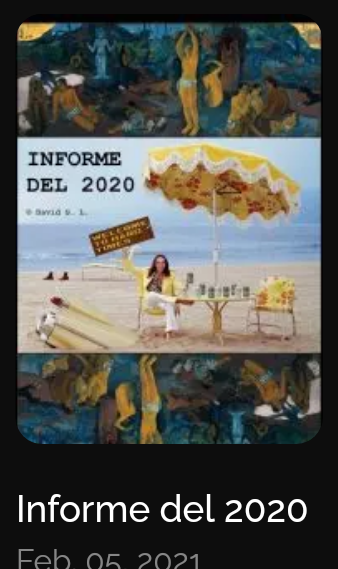 INFORME
DEL 2020
© David G. L.
WELCOME
TO HARD
TIMES
Informe del 2020
Feb. 05, 2021